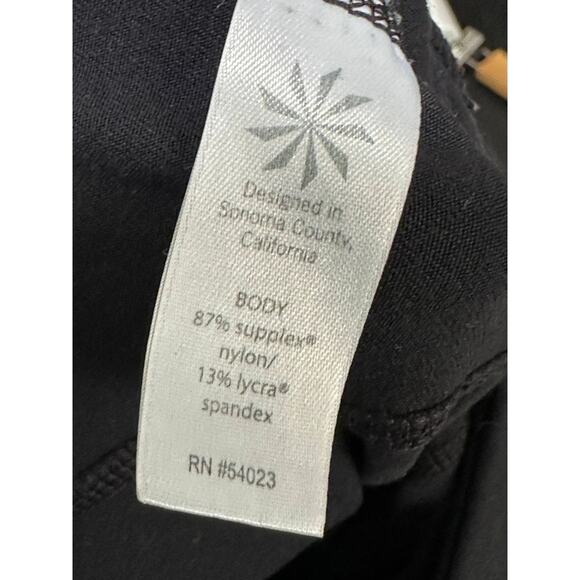 Designed in
Sonoma County,
California
BODY
87% supplex®
nylon/
13% lycra®
spandex
RN #54023